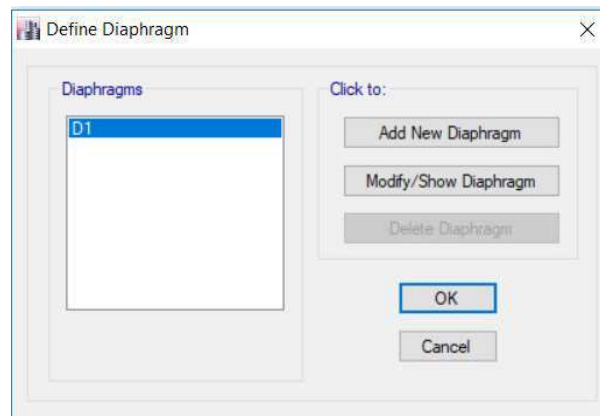 Define Diaphragm
Diaphragms
D1
Click to:
Add New Diaphragm
Modify/Show Diaphragm
Delete Diaphragm
OK
Cancel